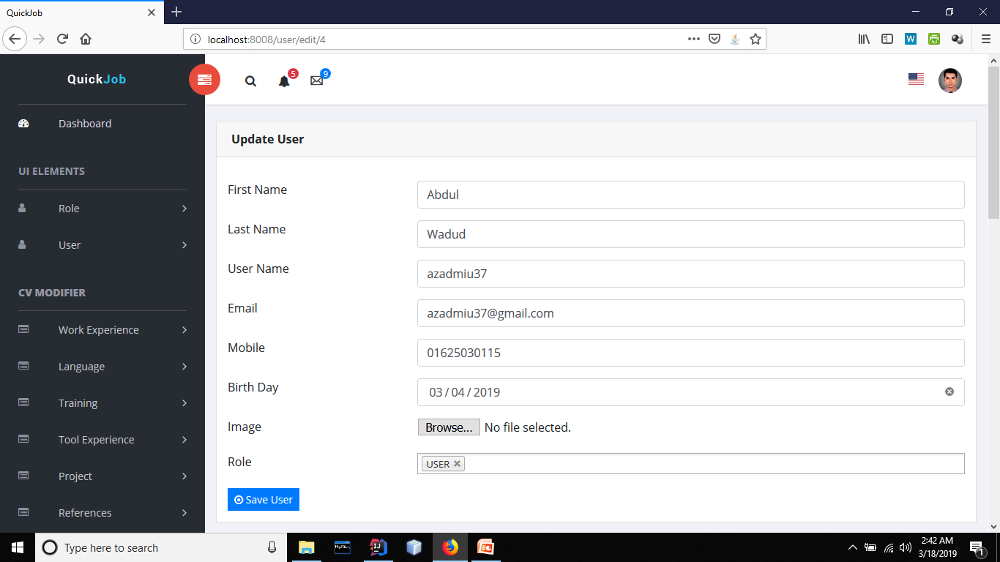 QuickJob
localhost:8008/user/edit/4
W
QuickJob
5
9
Dashboard
UI ELEMENTS
Role
User
CV MODIFIER
Work Experience
Language
Training
Tool Experience
Project
References
Update User
First Name
Abdul
Last Name
Wadud
User Name
azadmiu37
Email
azadmiu37@gmail.com
Mobile
01625030115
Birth Day
03 / 04 / 2019
Image
Browse... No file selected.
Role
USER
Save User
Type here to search
MySQL
IJ
2:42 AM
3/18/2019
1